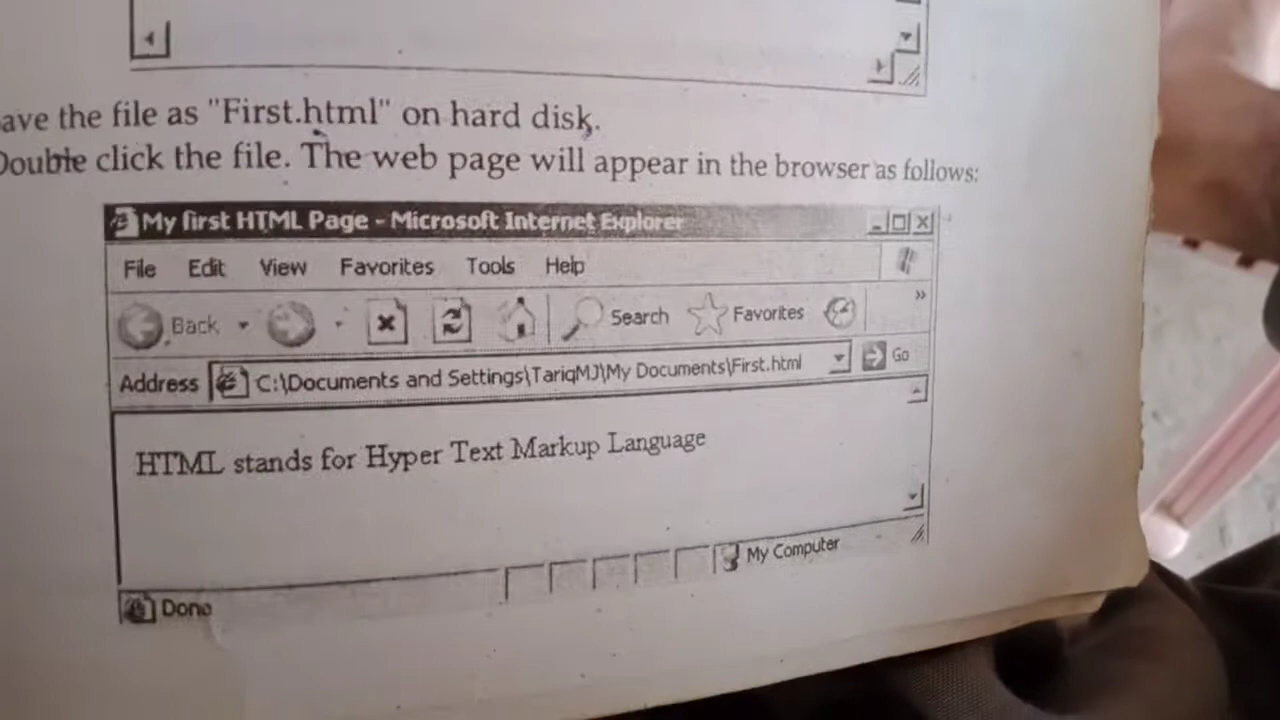 ave the file as "First.html" on hard disk.
Double click the file. The web page will appear in the browser as follows:
My first HTML Page - Microsoft Internet Explorer
File Edit View Favorites Tools Help
Back Search Favorites »
Address C:\Documents and Settings\TariqMJ\My Documents\First.html Go
HTML stands for Hyper Text Markup Language
Done My Computer